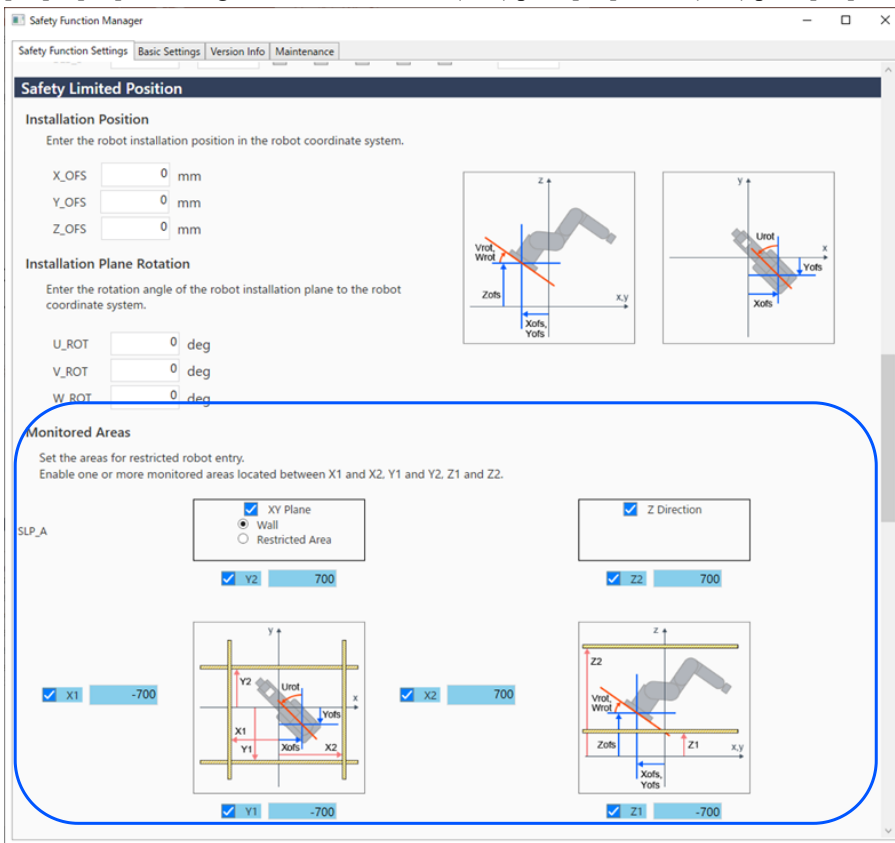 Safety Function Manager
Safety Function Settings Basic Settings Version Info Maintenance
Safety Limited Position
Installation Position
Enter the robot installation position in the robot coordinate system.
X_OFS 0 mm
Y_OFS 0 mm
Z_OFS 0 mm
z
Vrot, Wrot
Zofs
x,y
Xofs, Yofs
y
Urot
x
Yofs
Xofs
Installation Plane Rotation
Enter the rotation angle of the robot installation plane to the robot
coordinate system.
U_ROT 0 deg
V_ROT 0 deg
W_ROT 0 deg
Monitored Areas
Set the areas for restricted robot entry.
Enable one or more monitored areas located between X1 and X2, Y1 and Y2, Z1 and Z2.
SLP_A
XY Plane
Wall
Restricted Area
Z Direction
Y2 700
Z2 700
X1 -700
y
Y2
Urot
x
Yofs
X1
Y1
Xofs
X2
X2 700
z
Z2
Vrot, Wrot
Zofs
Z1
x,y
Xofs, Yofs
Y1 -700
Z1 -700